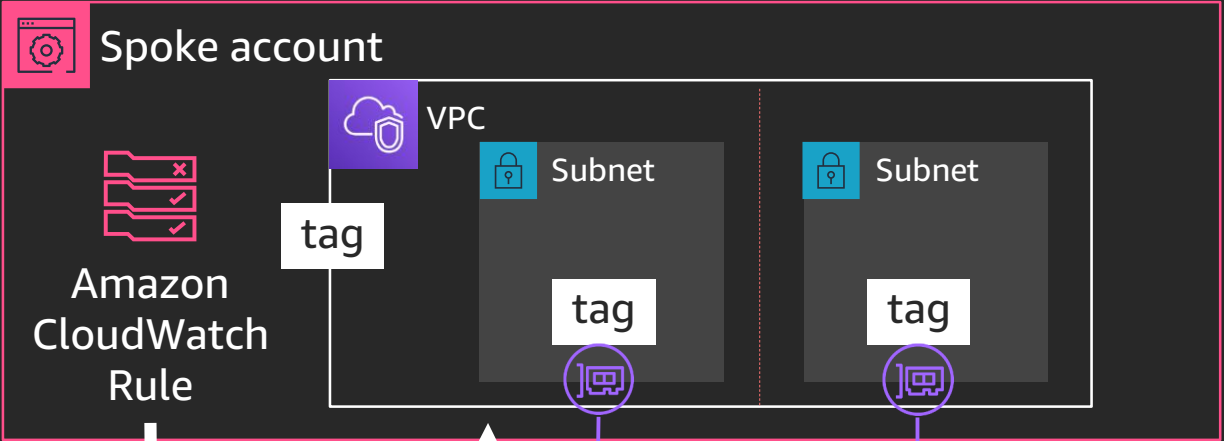 Spoke account
VPC
Subnet
Subnet
tag
tag
tag
Amazon
CloudWatch
Rule